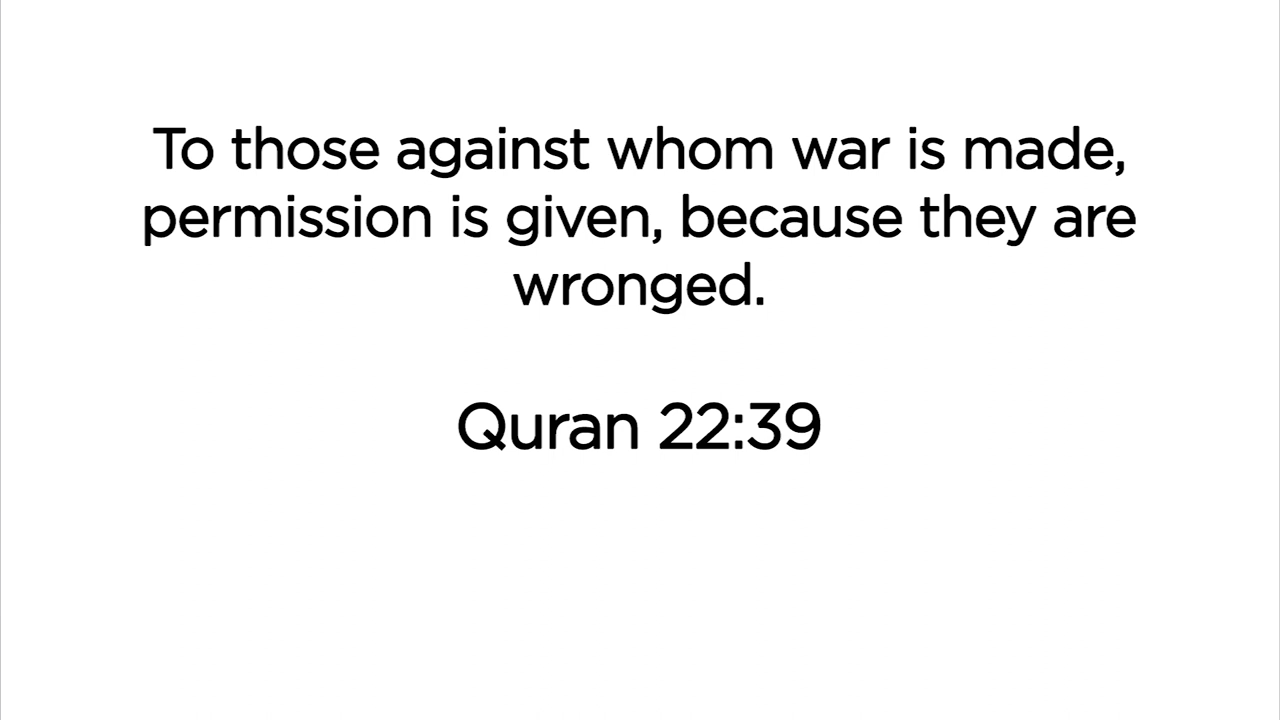 To those against whom war is made,
permission is given, because they are
wronged.
Quran 22:39